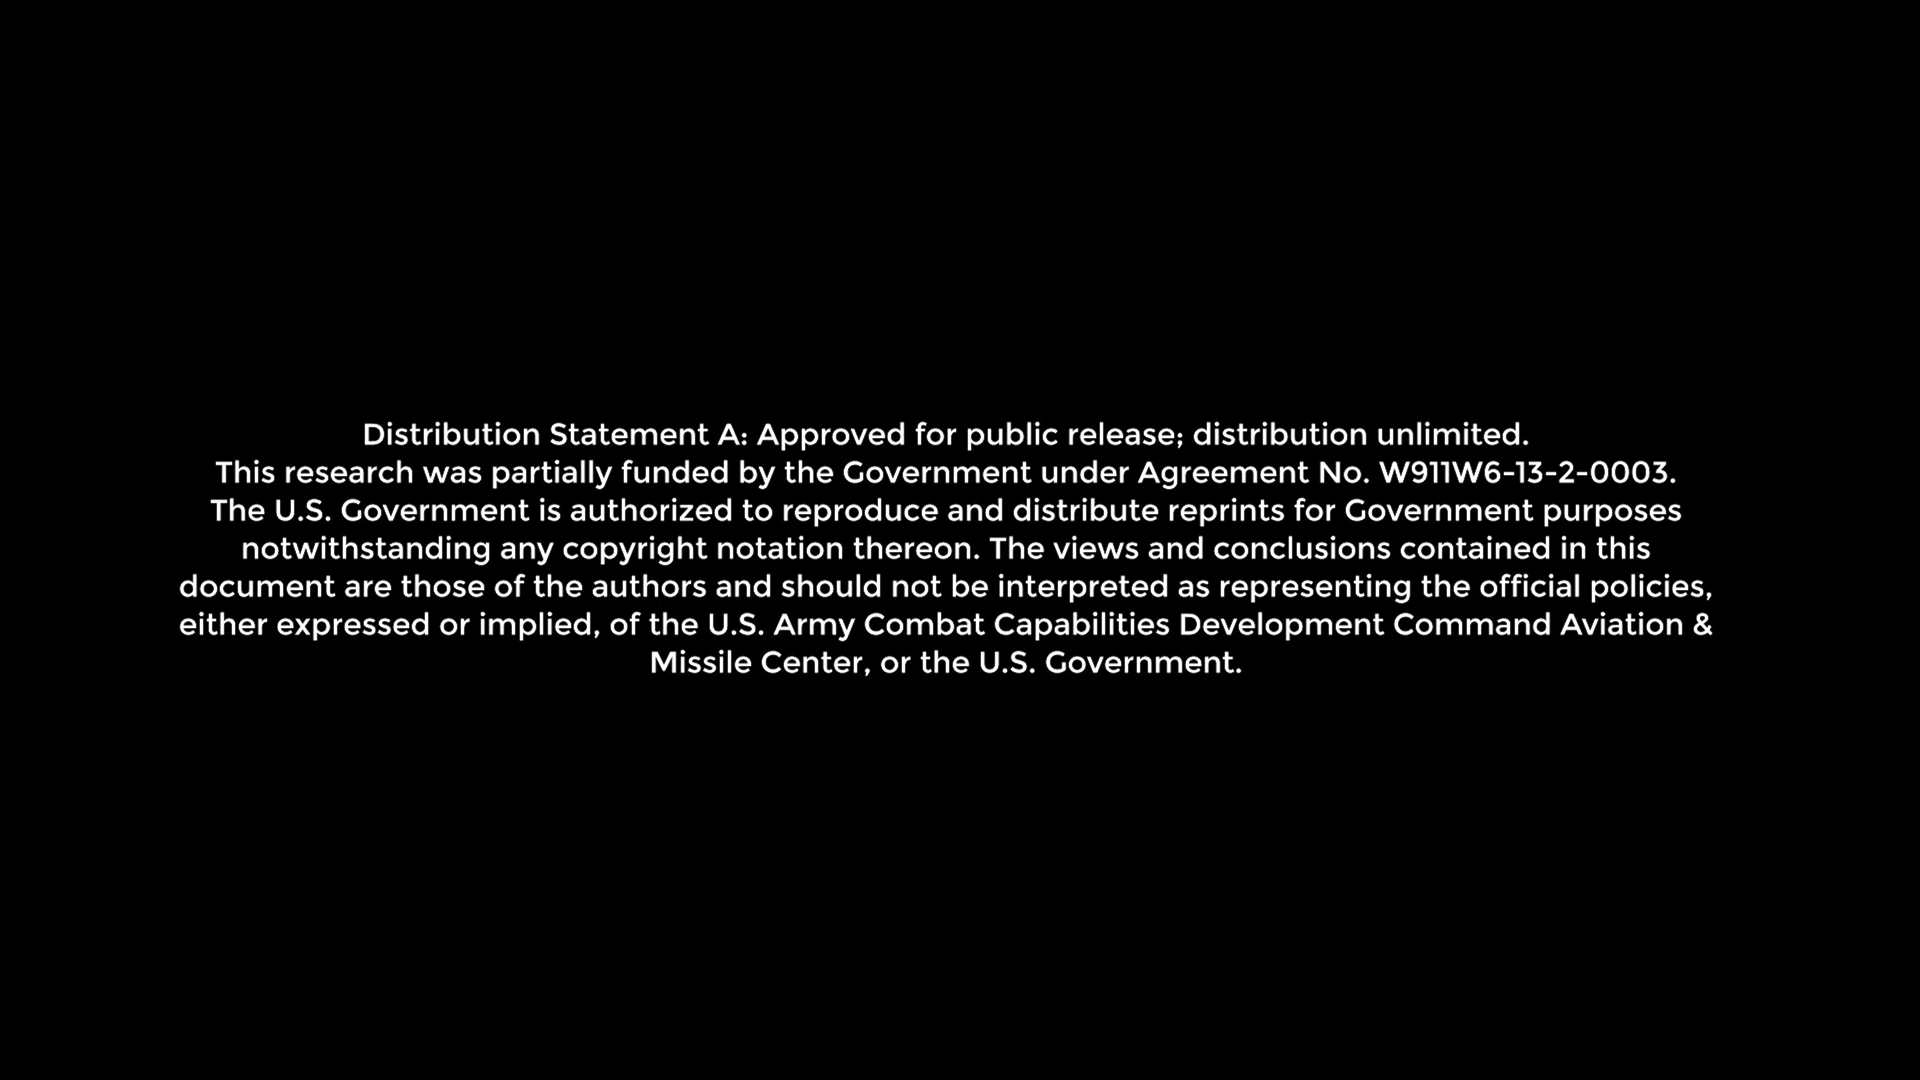 Distribution Statement A: Approved for public release; distribution unlimited.
This research was partially funded by the Government under Agreement No. W911W6-13-2-0003.
The U.S. Government is authorized to reproduce and distribute reprints for Government purposes
notwithstanding any copyright notation thereon. The views and conclusions contained in this
document are those of the authors and should not be interpreted as representing the official policies,
either expressed or implied, of the U.S. Army Combat Capabilities Development Command Aviation &
Missile Center, or the U.S. Government.